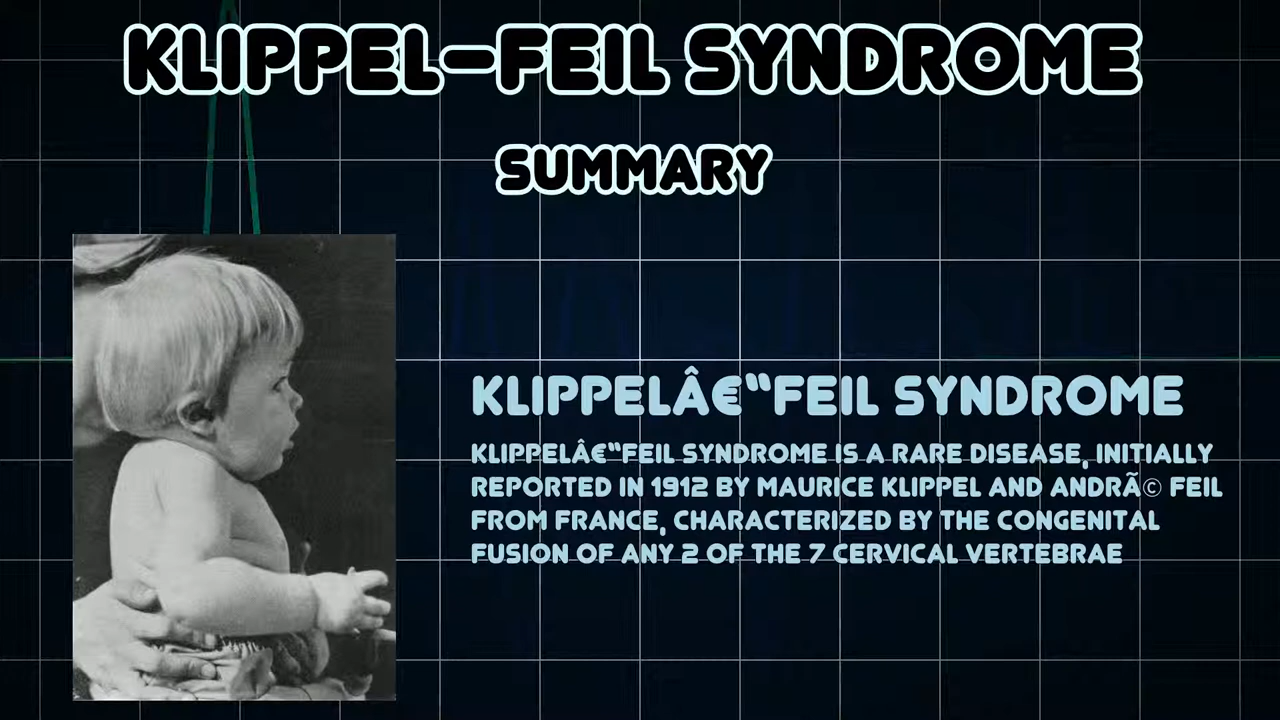 KLIPPEL–FEIL SYNDROME
SUMMARY
KLIPPELÂ€“FEIL SYNDROME
KLIPPELÂ€“FEIL SYNDROME IS A RARE DISEASE, INITIALLY
REPORTED IN 1912 BY MAURICE KLIPPEL AND ANDRÃ© FEIL
FROM FRANCE, CHARACTERIZED BY THE CONGENITAL
FUSION OF ANY 2 OF THE 7 CERVICAL VERTEBRAE